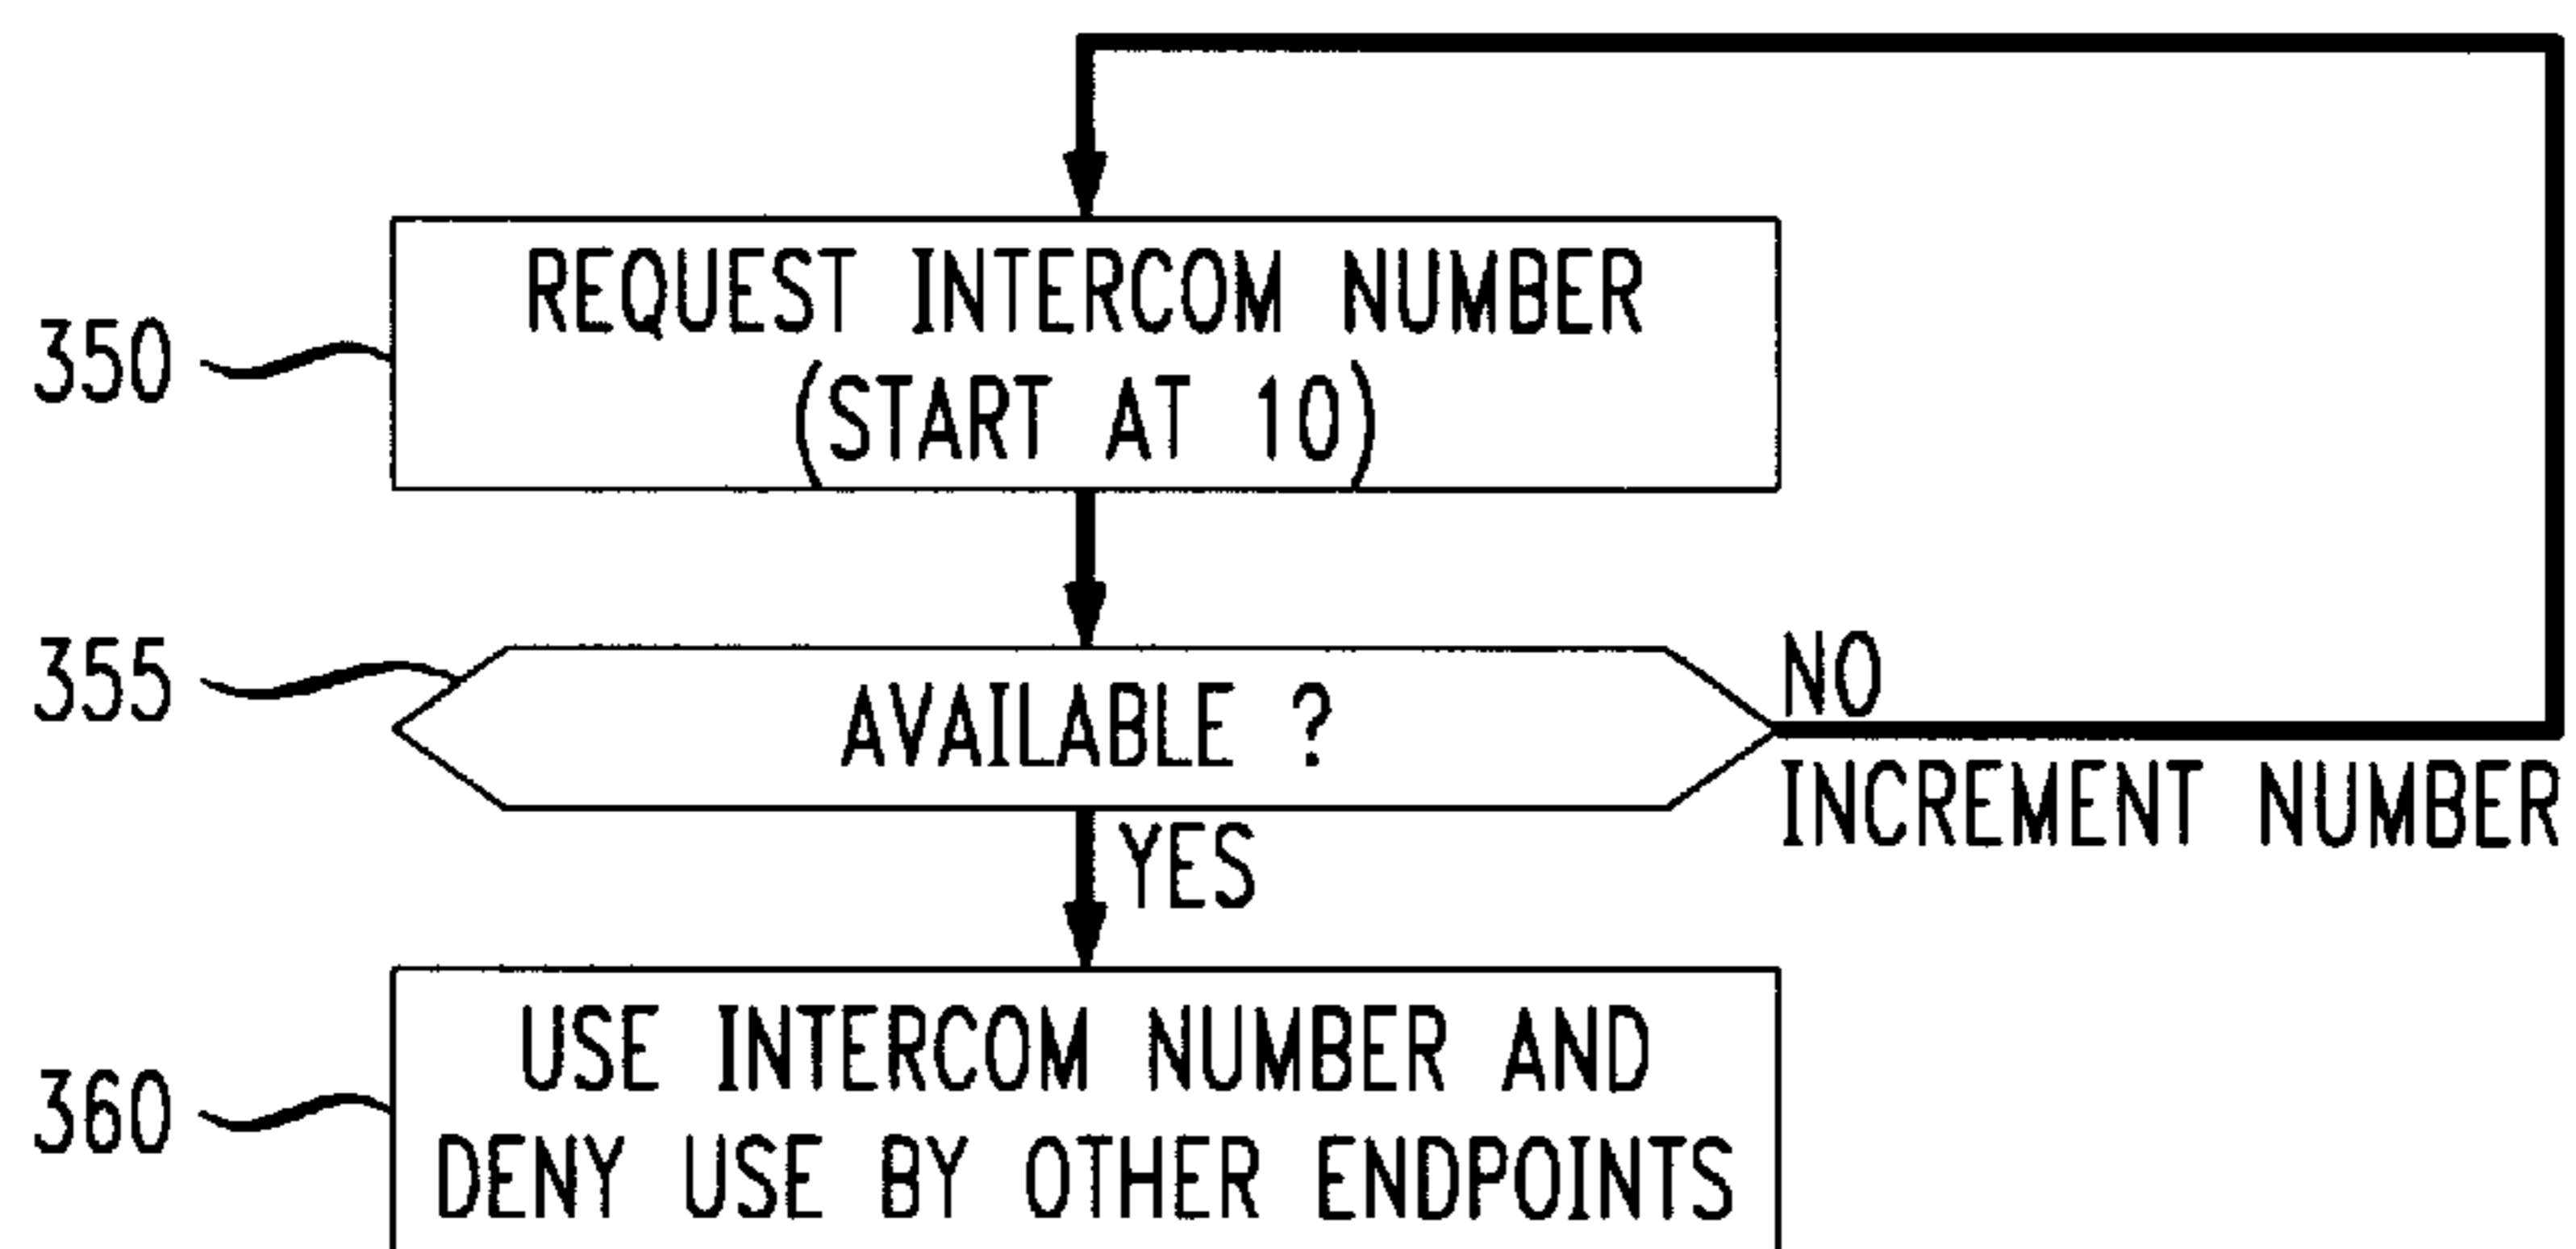 350
REQUEST INTERCOM NUMBER
(START AT 10)
355
AVAILABLE ?
NO
INCREMENT NUMBER
YES
360
USE INTERCOM NUMBER AND
DENY USE BY OTHER ENDPOINTS